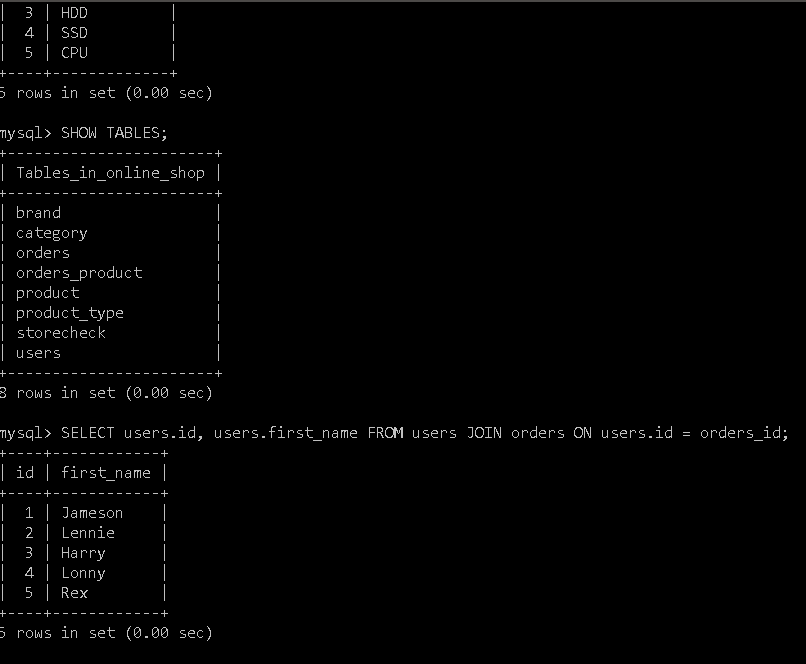 | 3 | HDD |
| 4 | SSD |
| 5 | CPU |
+----+-------------+
5 rows in set (0.00 sec)
mysql> SHOW TABLES;
+-----------------------+
| Tables_in_online_shop |
+-----------------------+
| brand |
| category |
| orders |
| orders_product |
| product |
| product_type |
| storecheck |
| users |
+-----------------------+
8 rows in set (0.00 sec)
mysql> SELECT users.id, users.first_name FROM users JOIN orders ON users.id = orders_id;
+----+------------+
| id | first_name |
+----+------------+
| 1 | Jameson |
| 2 | Lennie |
| 3 | Harry |
| 4 | Lonny |
| 5 | Rex |
+----+------------+
5 rows in set (0.00 sec)